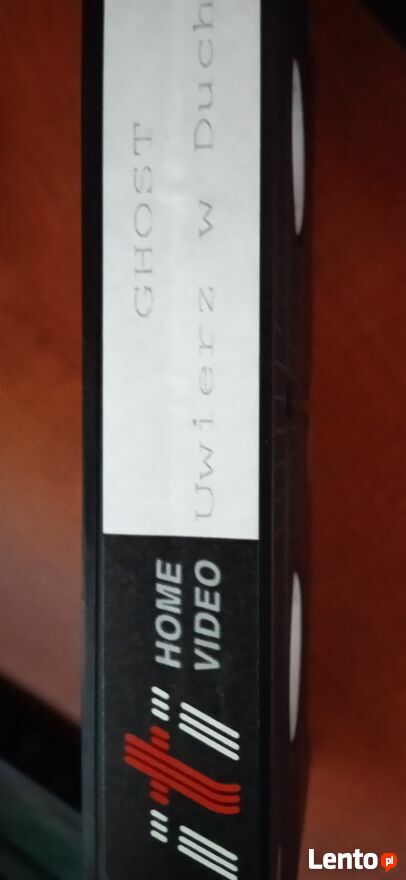 GHOST
Uwierz w Duch
HOME
VIDEO
Lento.pl